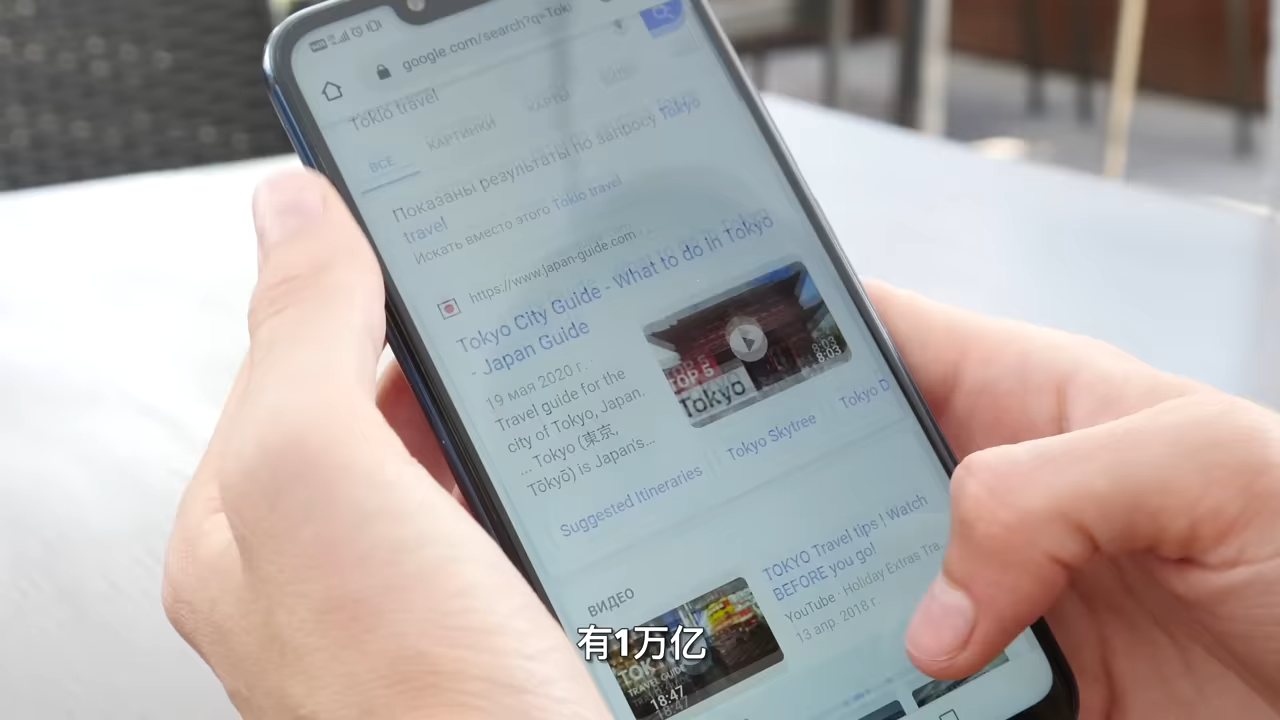 google.com/search?q=Toki
Tokio travel
ВСЕ
КАРТИНКИ
КАРТЫ
Показаны результаты по запросу Tokyo
travel
Искать вместо этого Tokio travel
https://www.japan-guide.com
Tokyo City Guide - What to do in Tokyo
- Japan Guide
19 мая 2020 г.
Travel guide for the
city of Tokyo, Japan.
... Tokyo (東京,
Tōkyō) is Japan's...
TOP 5
Tokyo
8:03
Suggested Itineraries
Tokyo Skytree
Tokyo D
ВИДЕО
TOKYO Travel tips | Watch
BEFORE you go!
YouTube · Holiday Extras Tra
13 апр. 2018 г.
TRAVEL GUIDE
18:47
有1万亿